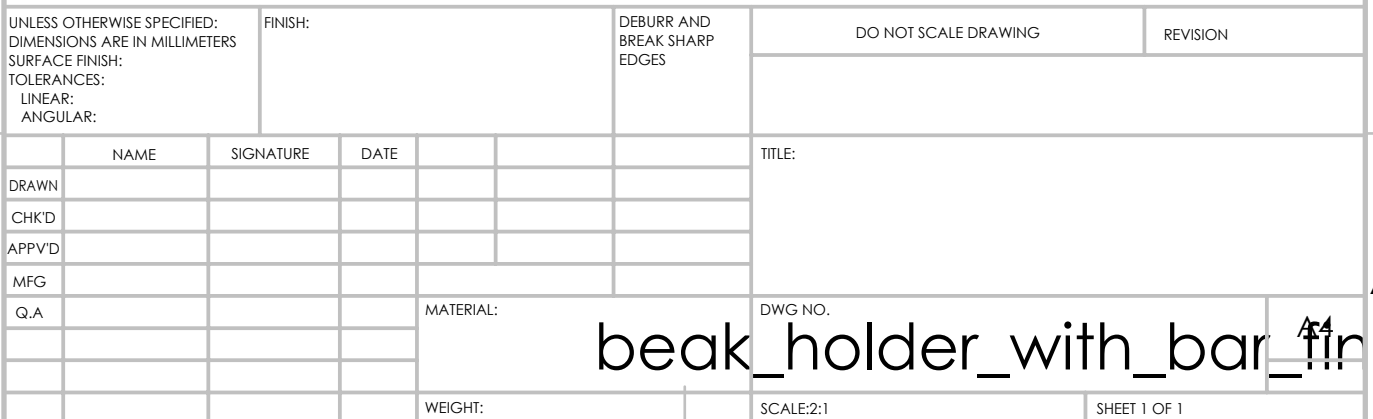 UNLESS OTHERWISE SPECIFIED:
DIMENSIONS ARE IN MILLIMETERS
SURFACE FINISH:
TOLERANCES:
LINEAR:
ANGULAR:
FINISH:
DEBURR AND
BREAK SHARP
EDGES
DO NOT SCALE DRAWING
REVISION
NAME
SIGNATURE
DATE
TITLE:
DRAWN
CHK'D
APPV'D
MFG
Q.A
MATERIAL:
DWG NO.
beak_holder_with_bar_fin
A4
WEIGHT:
SCALE:2:1
SHEET 1 OF 1